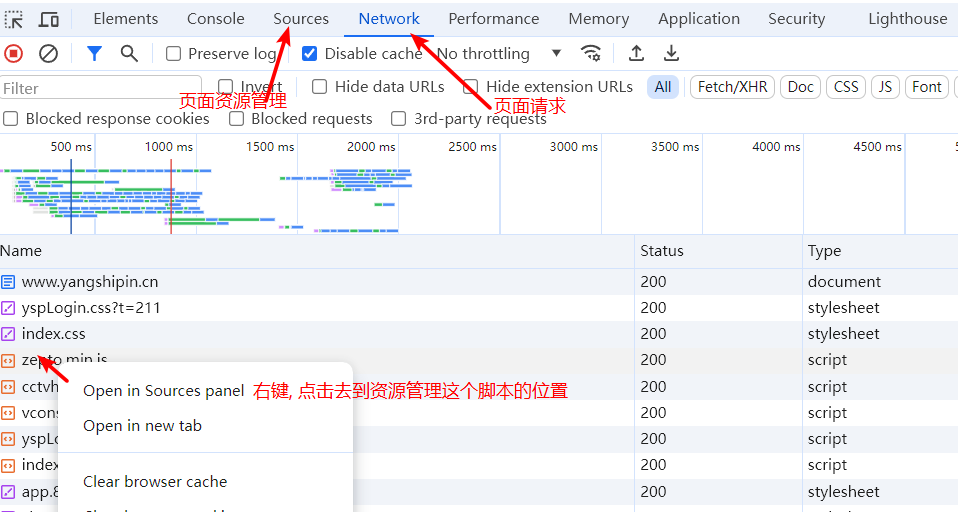 Elements Console Sources Network Performance Memory Application Security Lighthouse
Preserve log Disable cache No throttling
Filter Invert Hide data URLs Hide extension URLs All Fetch/XHR Doc CSS JS Font
页面资源管理 页面请求
Blocked response cookies Blocked requests 3rd-party requests
500 ms 1000 ms 1500 ms 2000 ms 2500 ms 3000 ms 3500 ms 4000 ms 4500 ms
Name Status Type
www.yangshipin.cn 200 document
yspLogin.css?t=211 200 stylesheet
index.css 200 stylesheet
zepto.min.js 200 script
cctvh 200 script
Open in Sources panel 右键, 点击去到资源管理这个脚本的位置
vcons 200 script
Open in new tab
yspLo 200 script
index 200 script
Clear browser cache
app.8 200 stylesheet